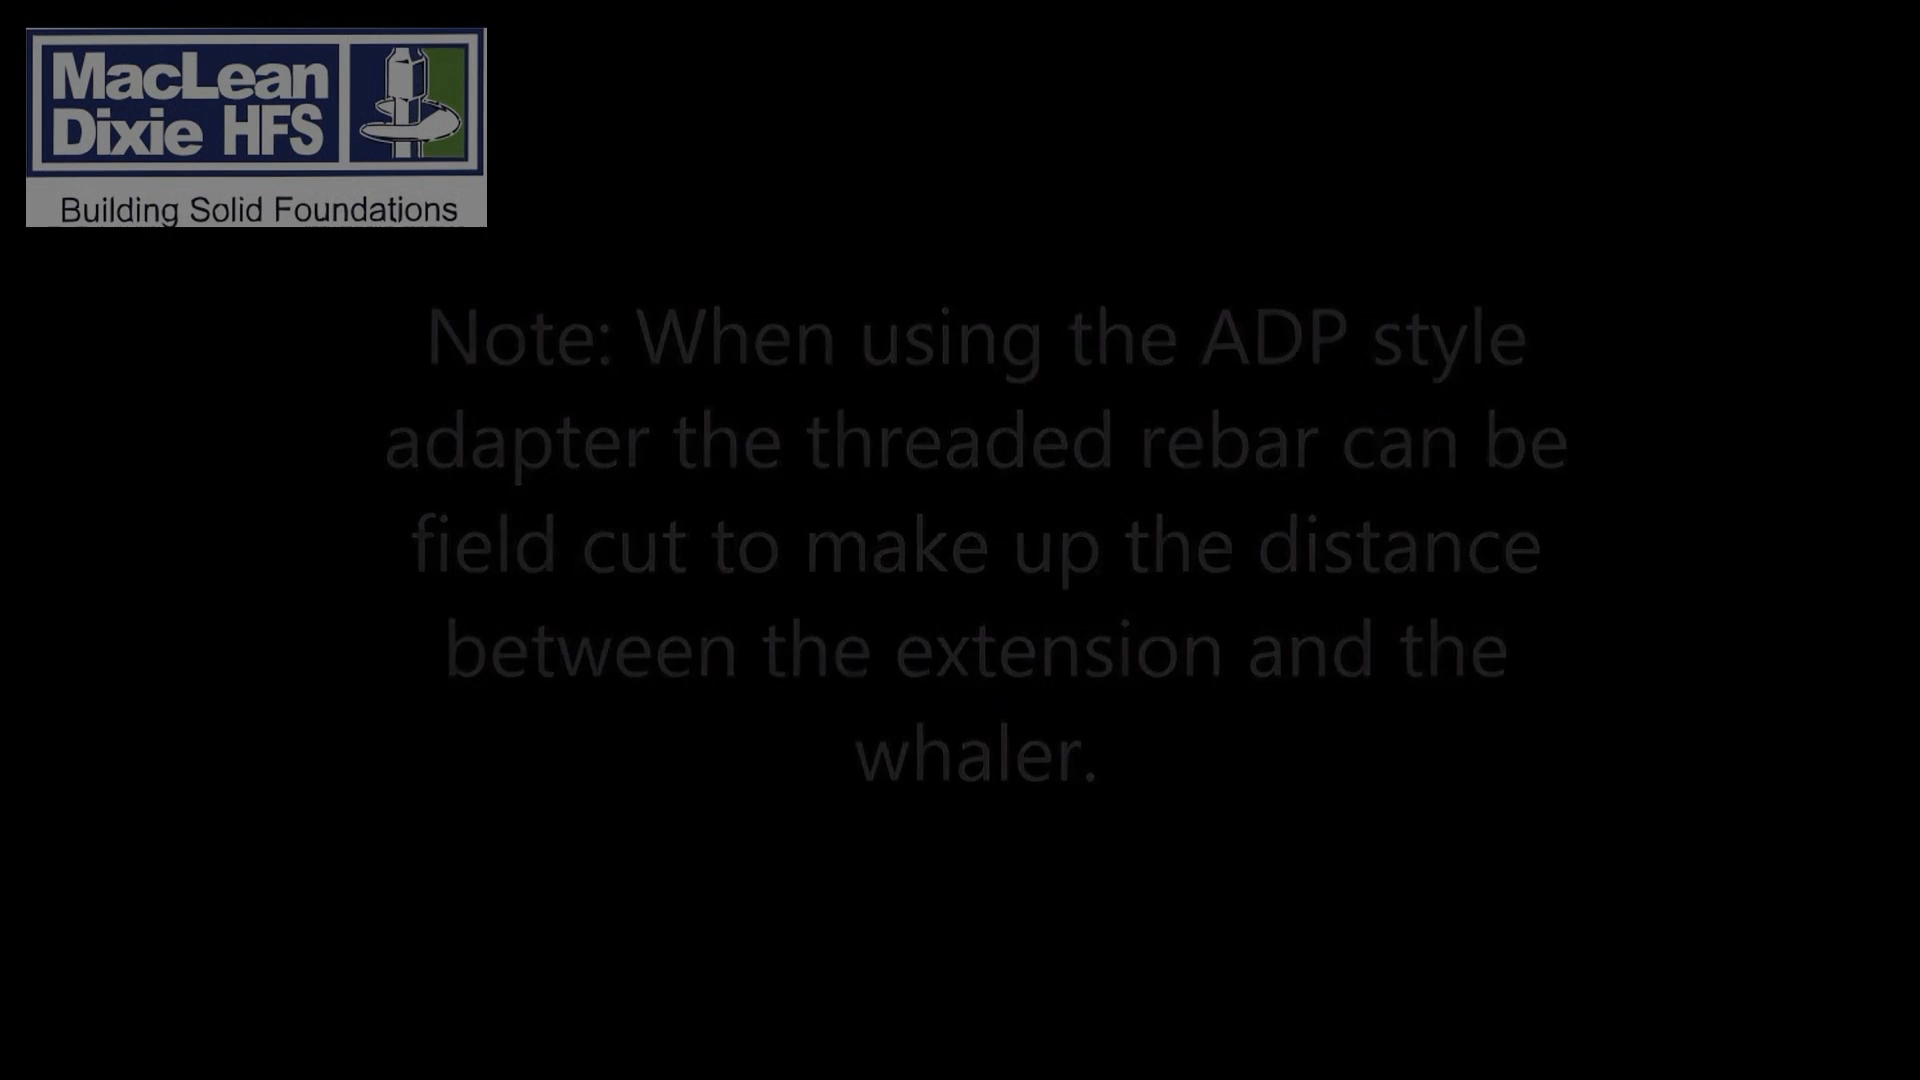 MacLean
Dixie HFS
Building Solid Foundations
Note: When using the ADP style
adapter the threaded rebar can be
field cut to make up the distance
between the extension and the
whaler.